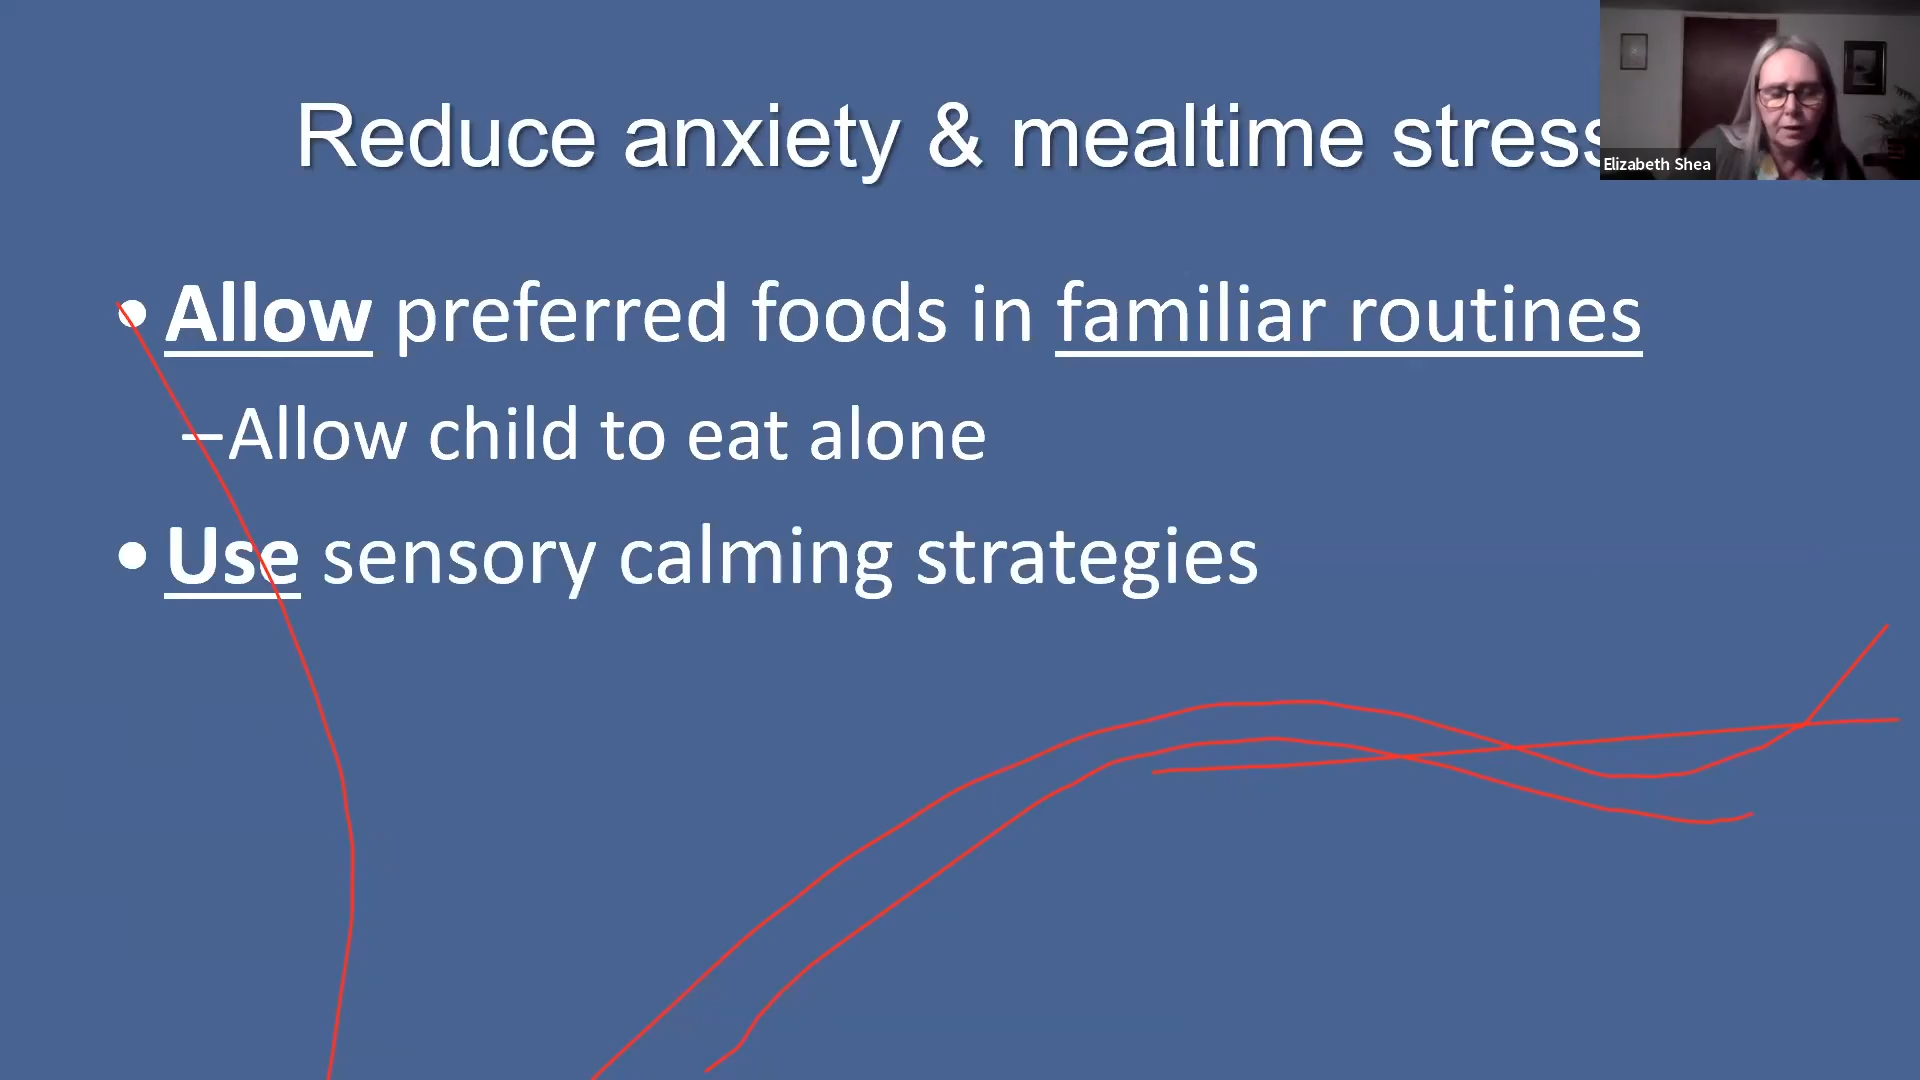 Reduce anxiety & mealtime stress
Elizabeth Shea
• Allow preferred foods in familiar routines
–Allow child to eat alone
• Use sensory calming strategies